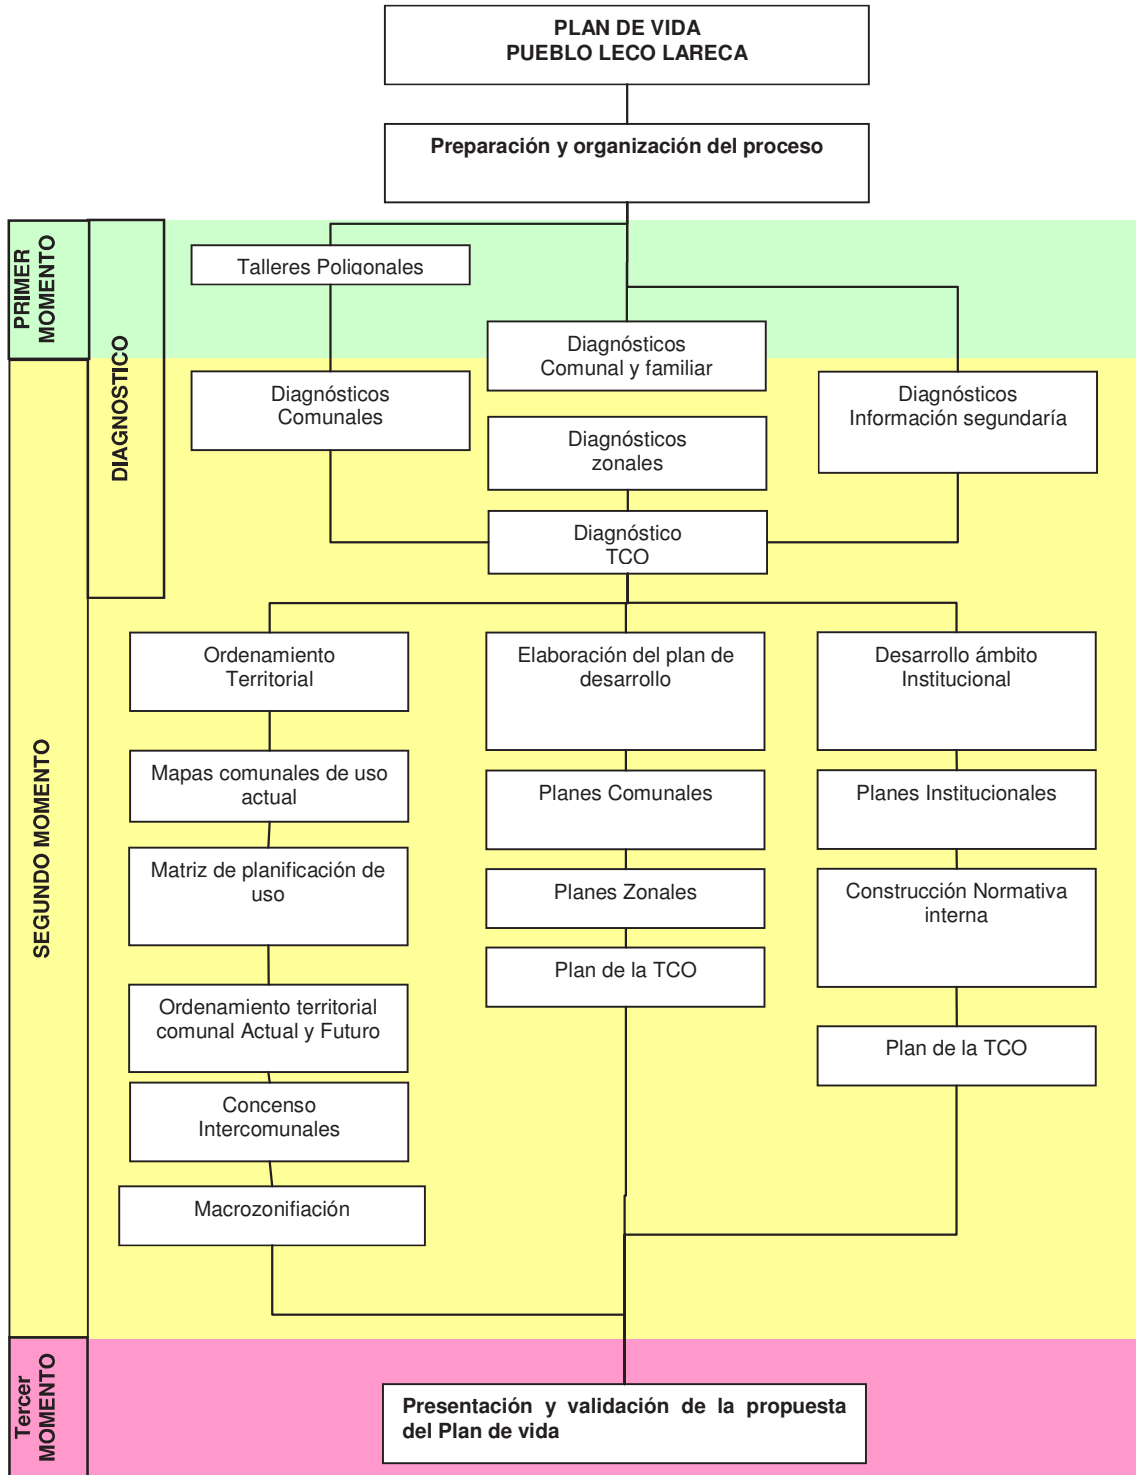 PLAN DE VIDA
PUEBLO LECO LARECA
Preparación y organización del proceso
PRIMER
MOMENTO
DIAGNOSTICO
Talleres Poligonales
Diagnósticos
Comunal y familiar
Diagnósticos
Comunales
Diagnósticos
Información segundaría
Diagnósticos
zonales
Diagnóstico
TCO
SEGUNDO MOMENTO
Ordenamiento
Territorial
Elaboración del plan de
desarrollo
Desarrollo ámbito
Institucional
Mapas comunales de uso
actual
Planes Comunales
Planes Institucionales
Matriz de planificación de
uso
Planes Zonales
Construcción Normativa
interna
Plan de la TCO
Ordenamiento territorial
comunal Actual y Futuro
Plan de la TCO
Concenso
Intercomunales
Macrozonifiación
Tercer
MOMENTO
Presentación y validación de la propuesta
del Plan de vida